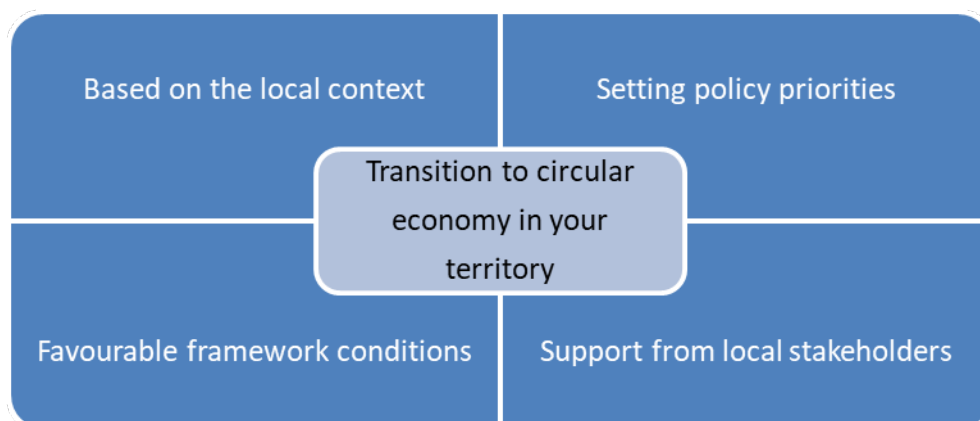 Based on the local context
Setting policy priorities
Transition to circular
economy in your
territory
Favourable framework conditions
Support from local stakeholders